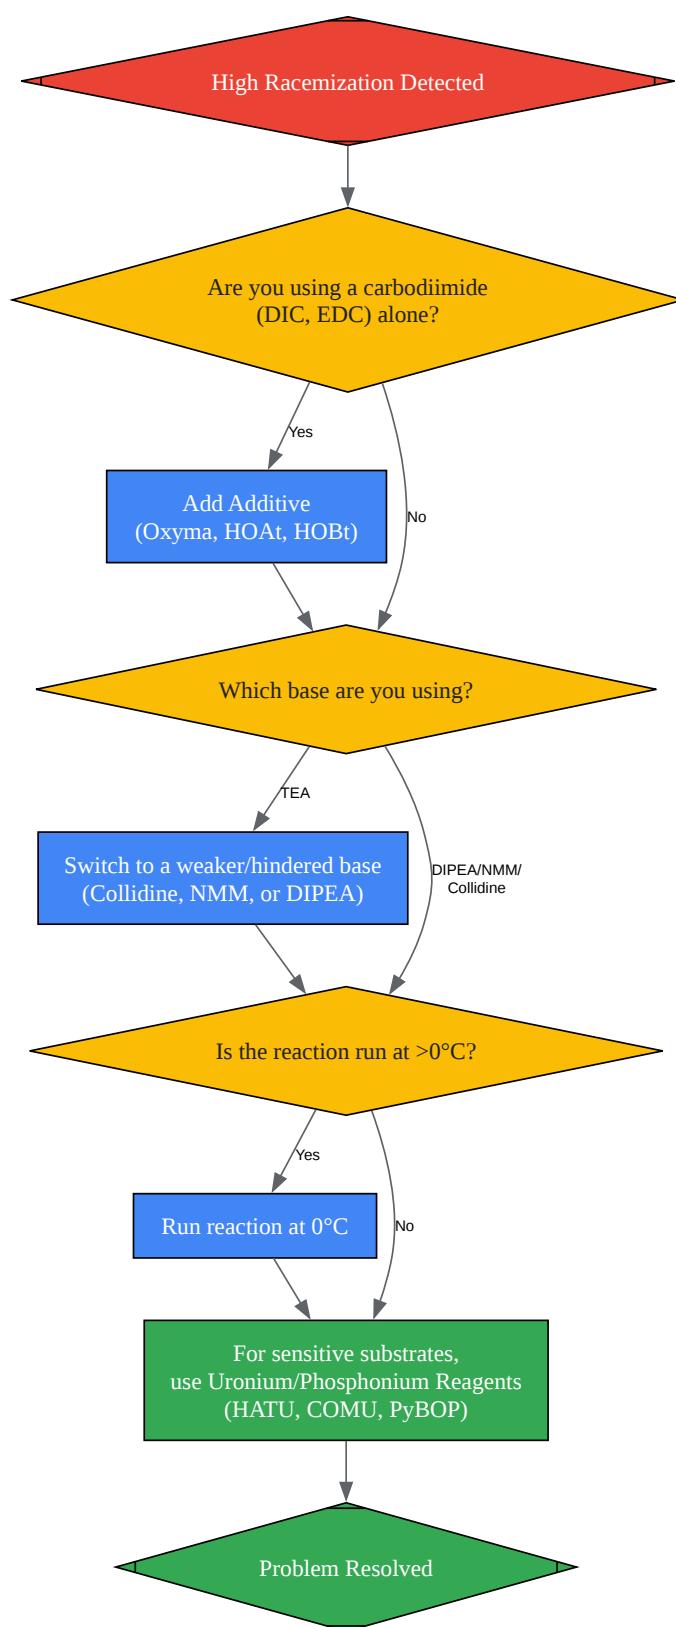 High Racemization Detected
Are you using a carbodiimide
(DIC, EDC) alone?
Yes
Add Additive
(Oxyma, HOAt, HOBt)
No
Which base are you using?
TEA
Switch to a weaker/hindered base
(Collidine, NMM, or DIPEA)
DIPEA/NMM/
Collidine
Is the reaction run at >0°C?
Yes
Run reaction at 0°C
No
For sensitive substrates,
use Uronium/Phosphonium Reagents
(HATU, COMU, PyBOP)
Problem Resolved